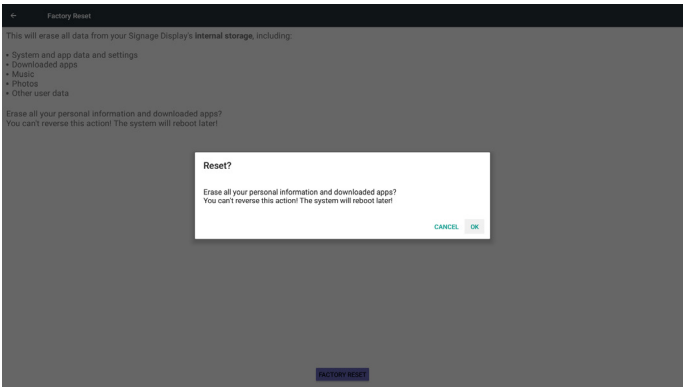 ← Factory Reset
This will erase all data from your Signage Display's internal storage, including:
• System and app data and settings
• Downloaded apps
• Music
• Photos
• Other user data
Erase all your personal information and downloaded apps?
You can't reverse this action! The system will reboot later!
Reset?
Erase all your personal information and downloaded apps?
You can't reverse this action! The system will reboot later!
CANCEL OK
FACTORY RESET